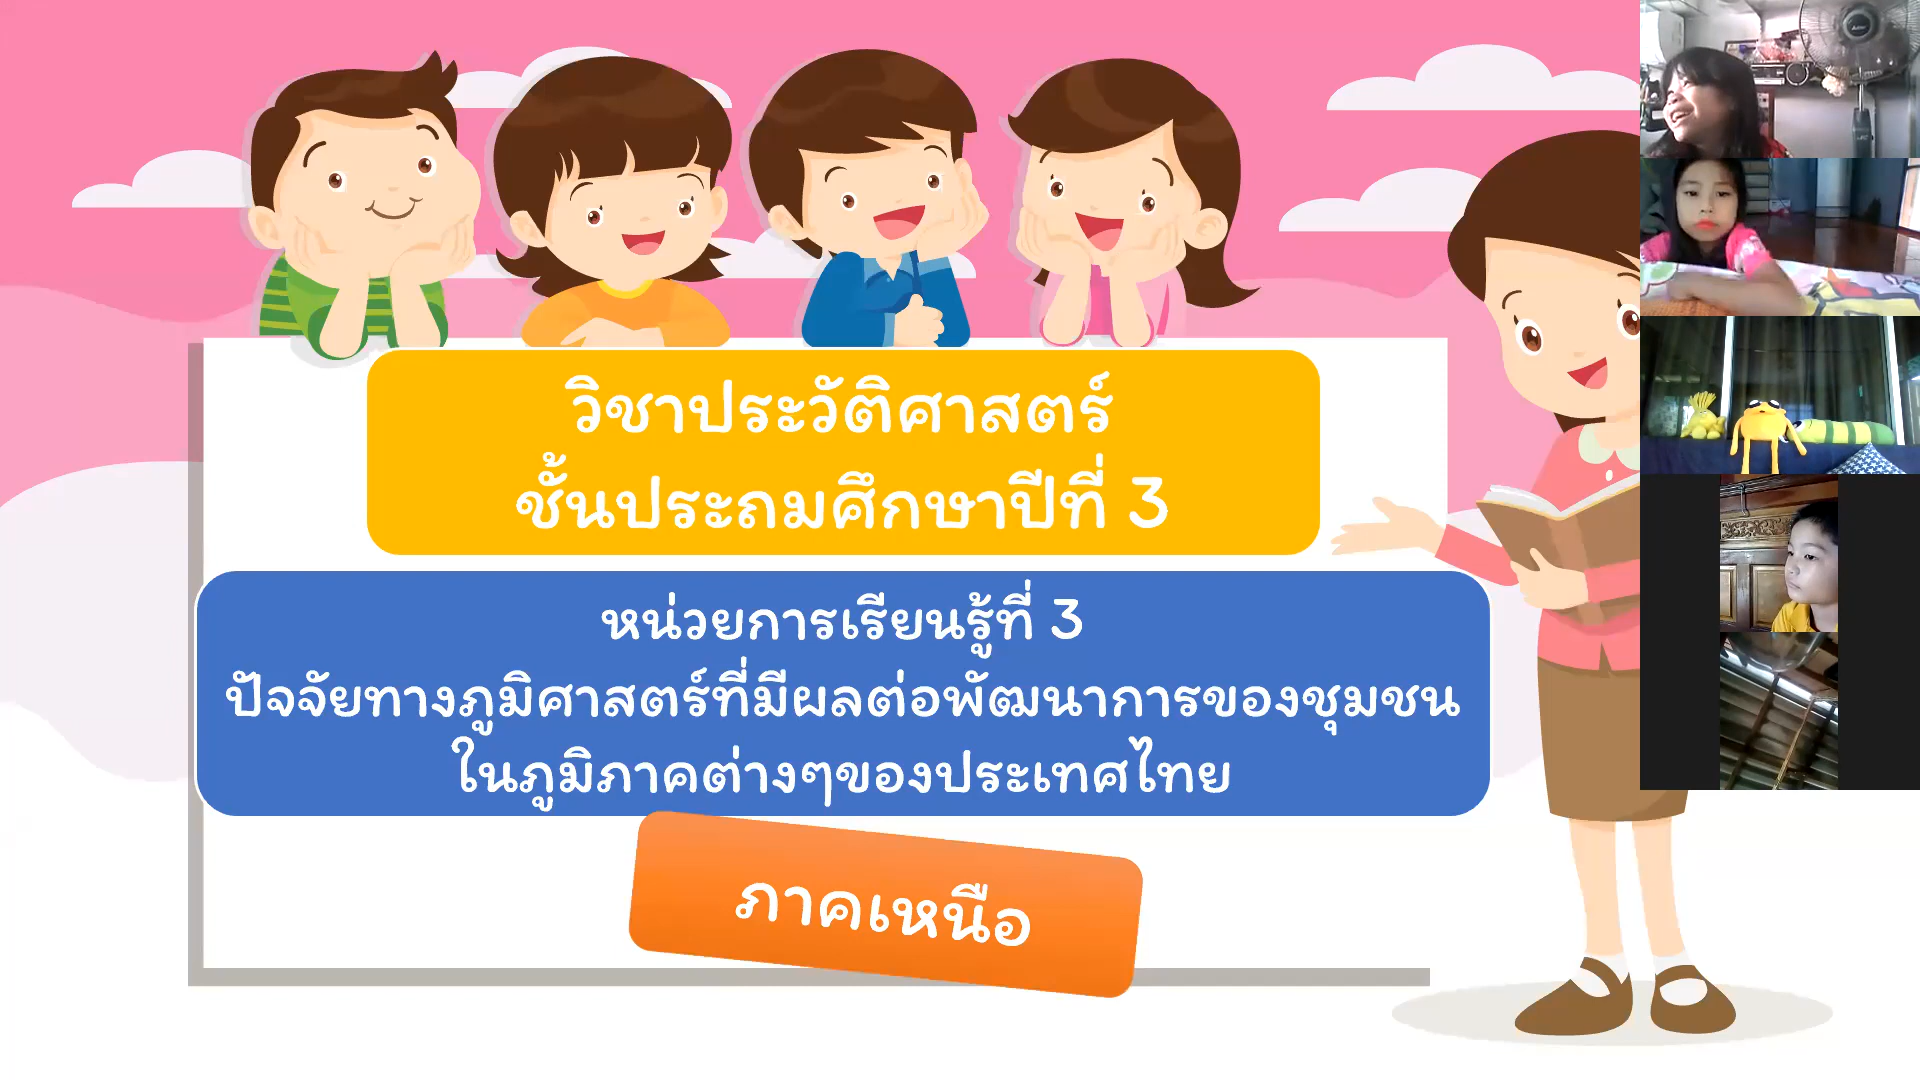 วิชาประวัติศาสตร์
ชั้นประถมศึกษาปีที่ 3
หน่วยการเรียนรู้ที่ 3
ปัจจัยทางภูมิศาสตร์ที่มีผลต่อพัฒนาการของชุมชน
ในภูมิภาคต่างๆของประเทศไทย
ภาคเหนือ